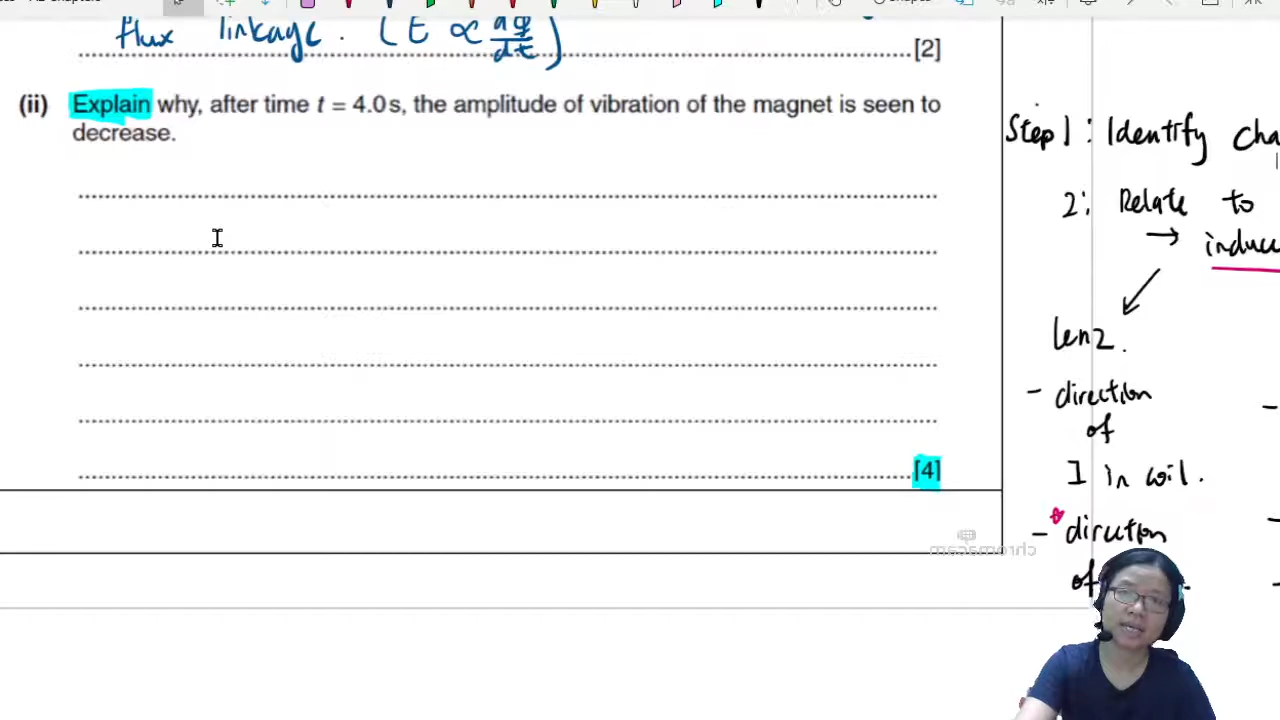 flux linkage. (E ∝ dφ/dt)
[2]
(ii) Explain why, after time t = 4.0 s, the amplitude of vibration of the magnet is seen to
decrease.
[4]
Step 1: Identify cha
2: Relate to
→ induce
lenz.
- direction
of
I in coil.
- direction
of
chromacam